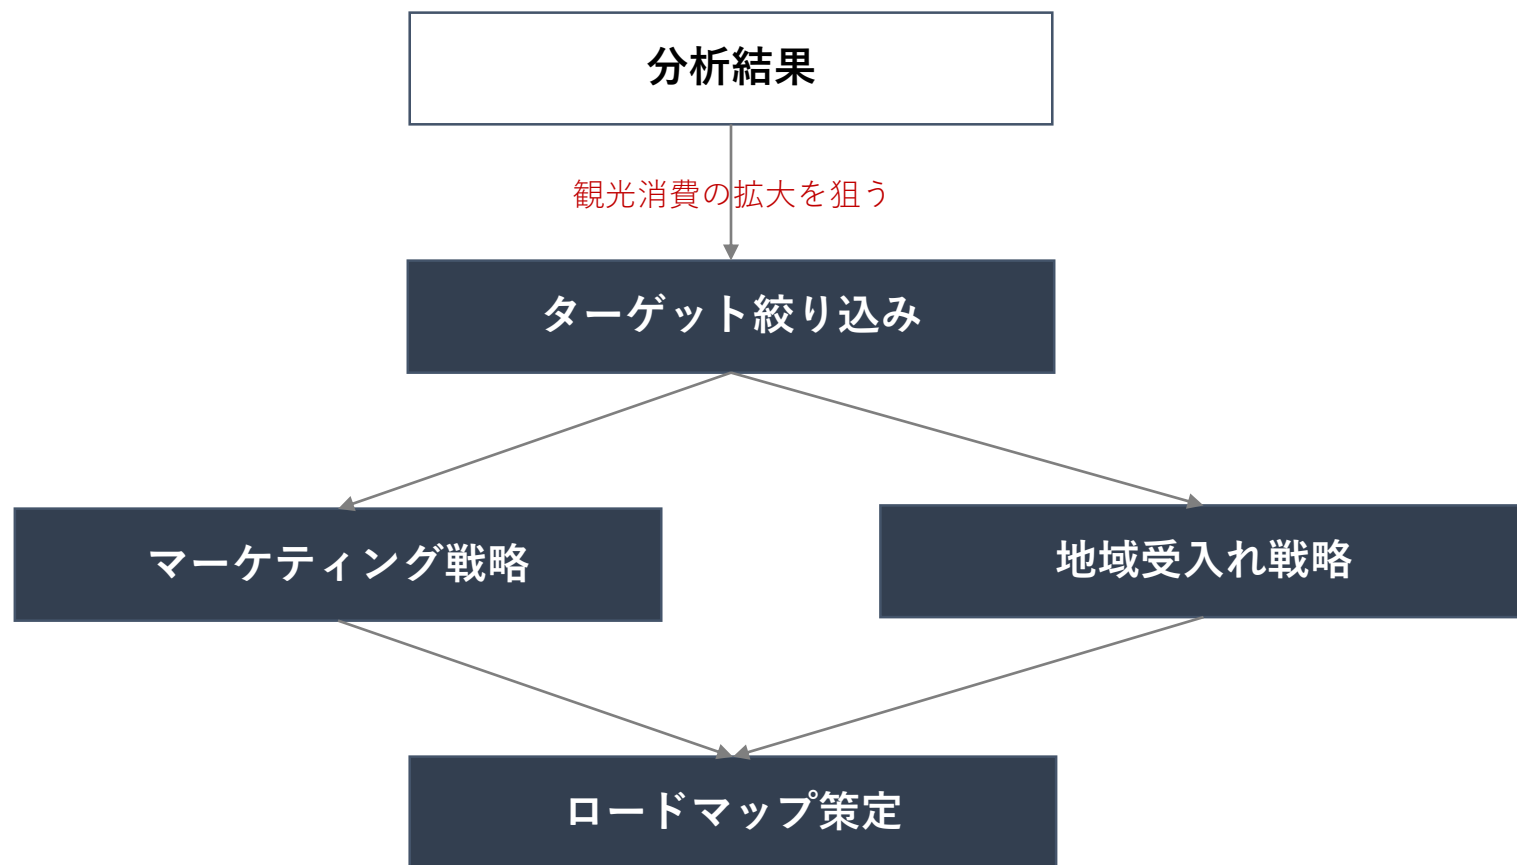 分析結果
観光消費の拡大を狙う
ターゲット絞り込み
マーケティング戦略
地域受入れ戦略
ロードマップ策定